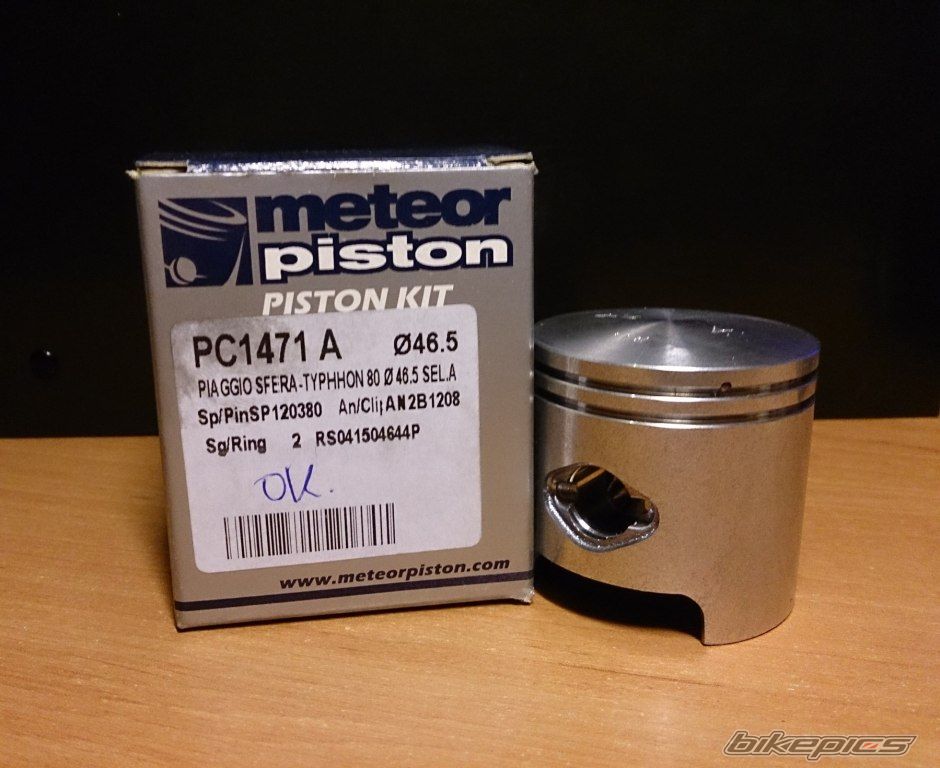 meteor
piston
PISTON KIT
PC1471 A Ø46.5
PIAGGIO SFERA-TYPHHON 80 Ø 46.5 SEL.A
Sp/PinSP120380 An/Cli;AN2B1208
Sg/Ring 2 RS041504644P
OK.
www.meteorpiston.com
bikepics